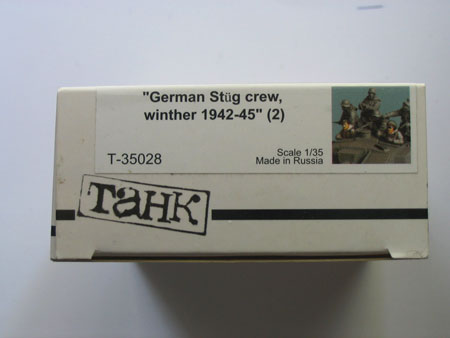 "German Stüg crew,
winther 1942-45" (2)
Scale 1/35
T-35028
Made in Russia
танк